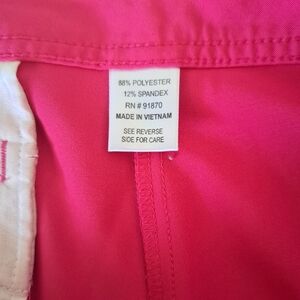 88% POLYESTER
12% SPANDEX
RN # 91870
MADE IN VIETNAM
SEE REVERSE
SIDE FOR CARE